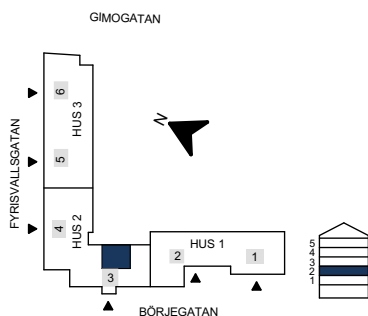 GIMOGATAN
FYRISVALLSGATAN
6
HUS 3
5
4
HUS 2
3
N
HUS 1
2
1
BÖRJEGATAN
5
4
3
2
1